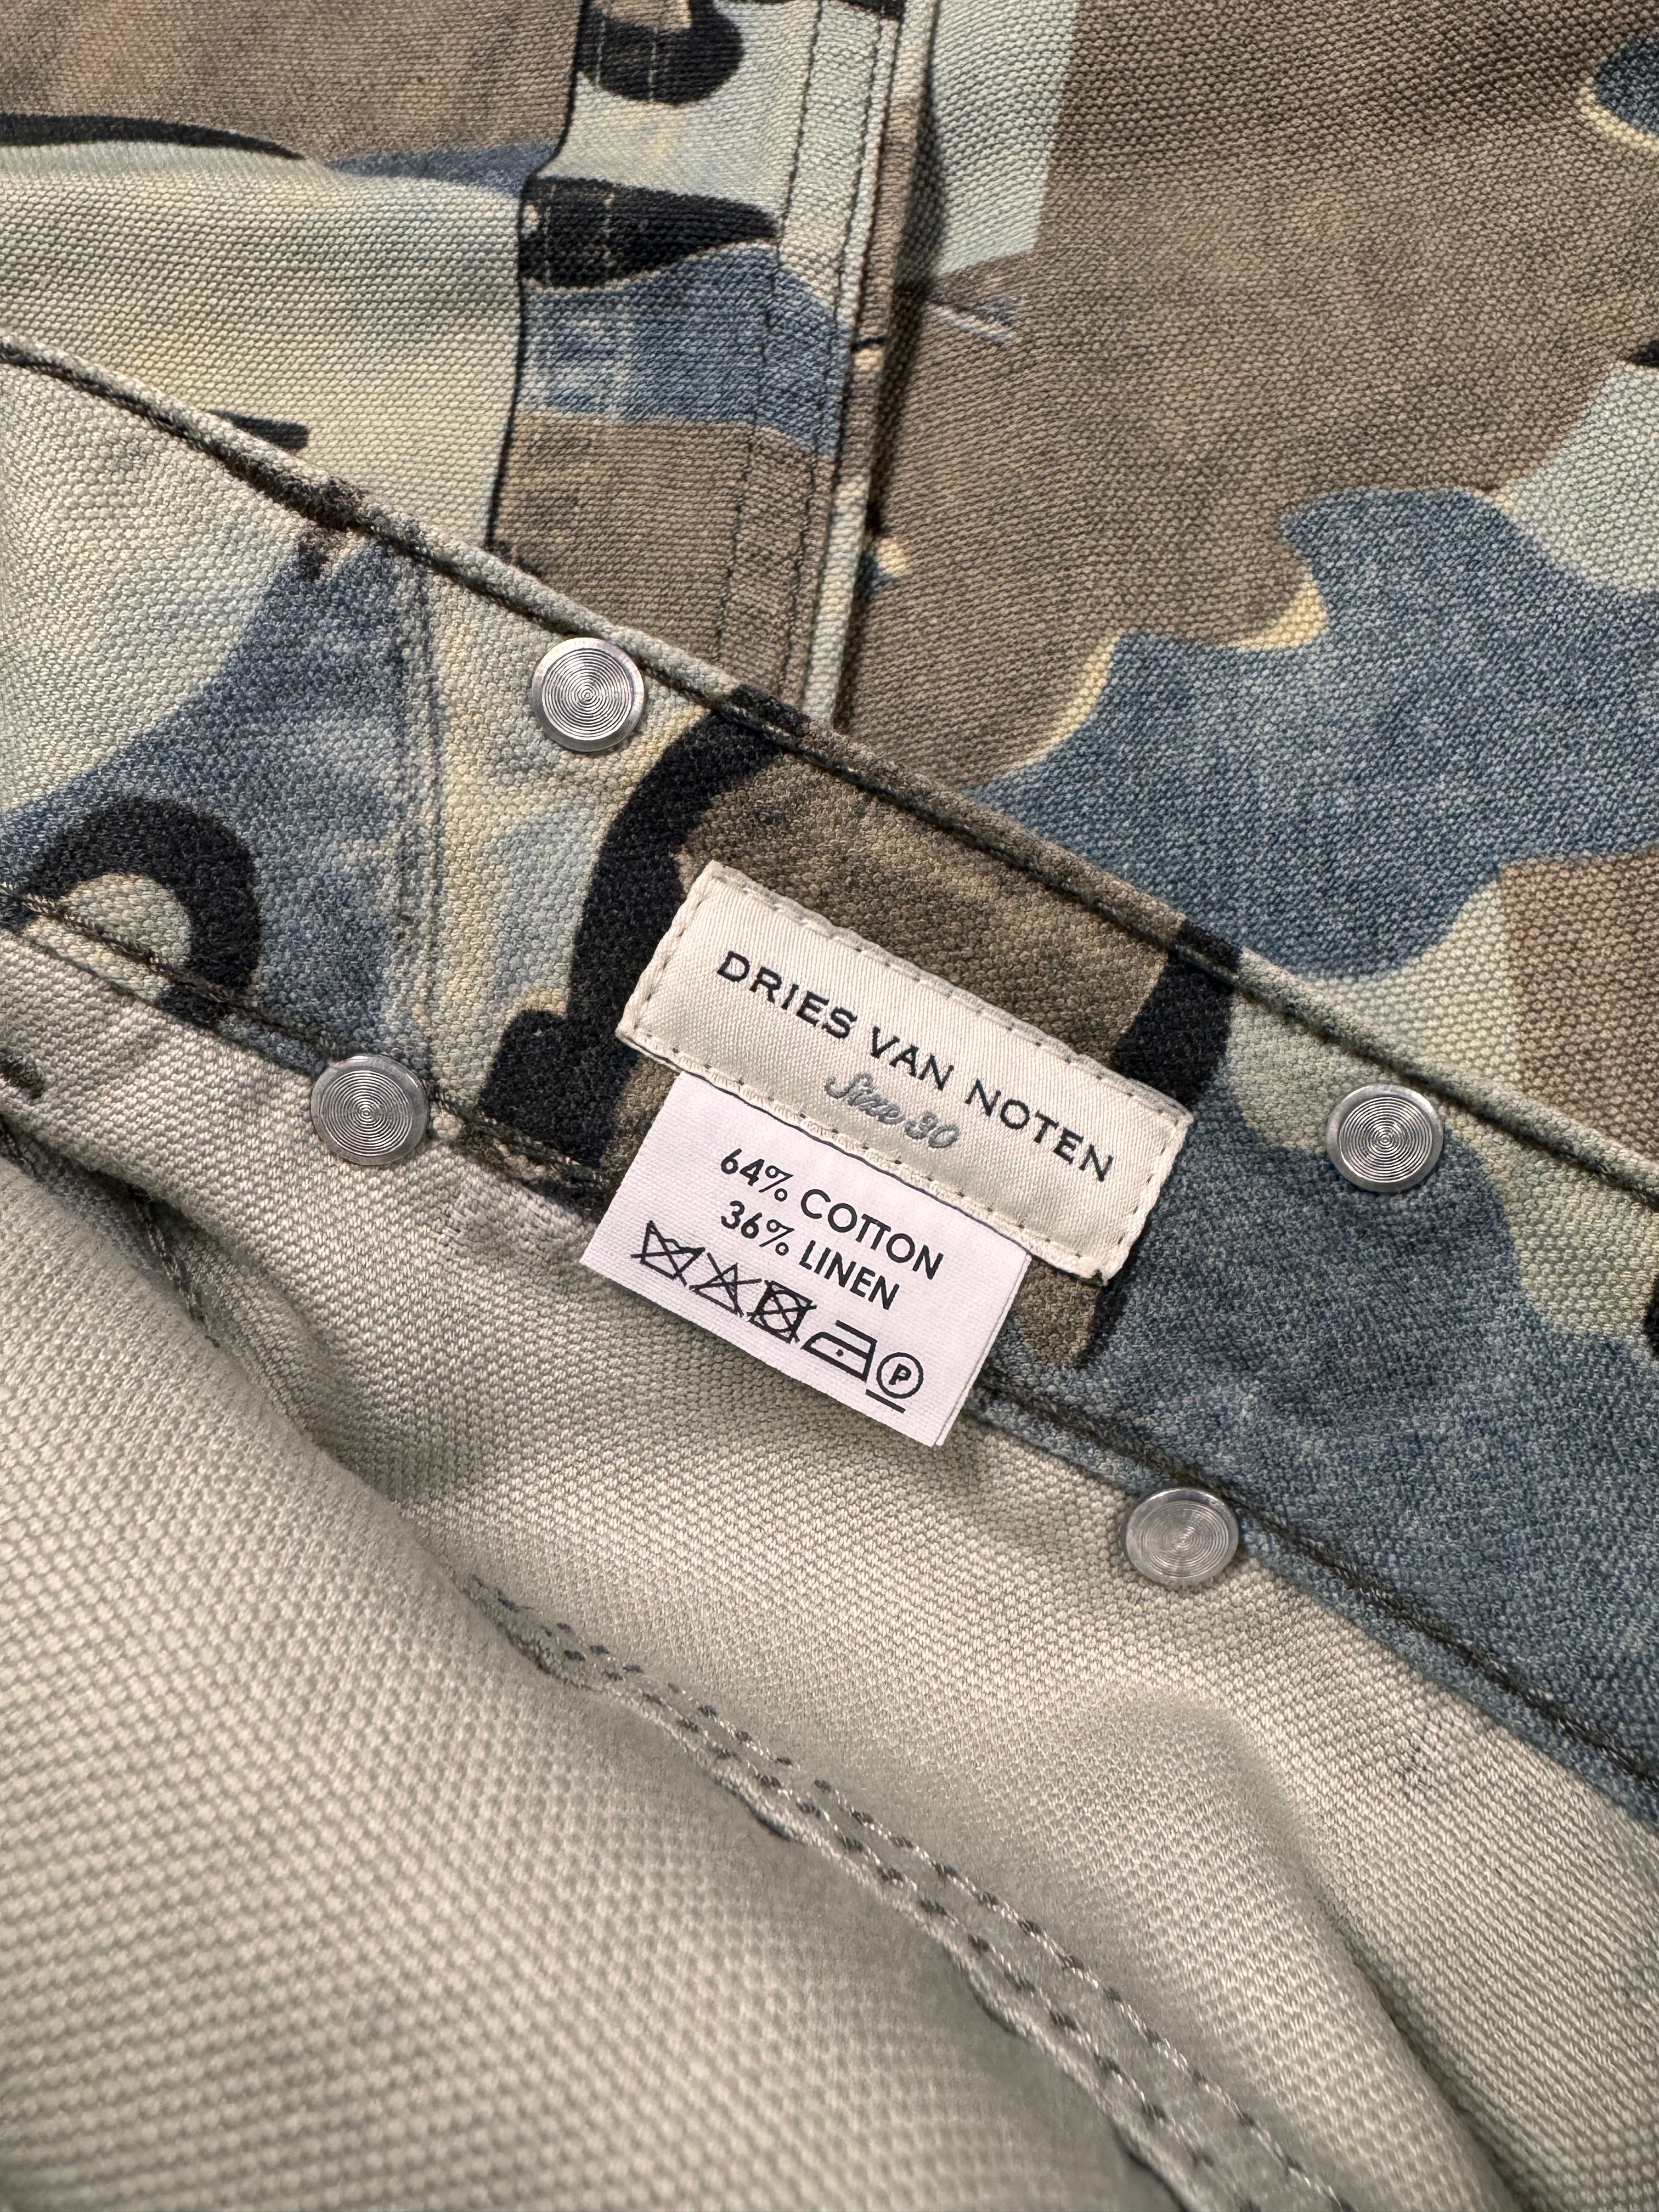 DRIES VAN NOTEN
Size 30
64% COTTON
36% LINEN
P